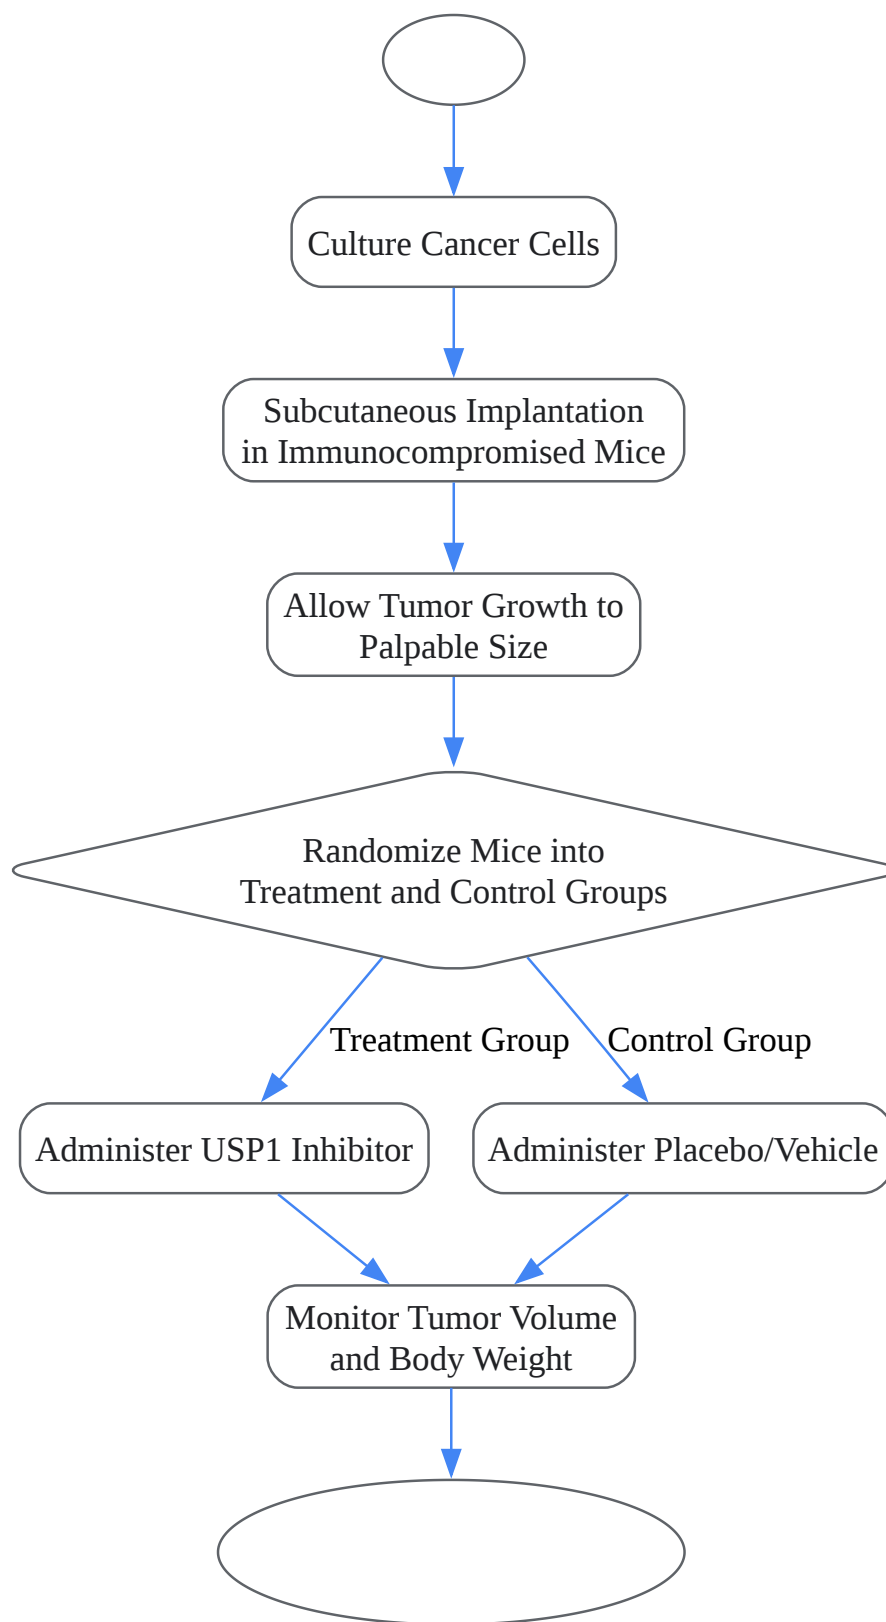 Culture Cancer Cells
Subcutaneous Implantation
in Immunocompromised Mice
Allow Tumor Growth to
Palpable Size
Randomize Mice into
Treatment and Control Groups
Treatment Group
Control Group
Administer USP1 Inhibitor
Administer Placebo/Vehicle
Monitor Tumor Volume
and Body Weight